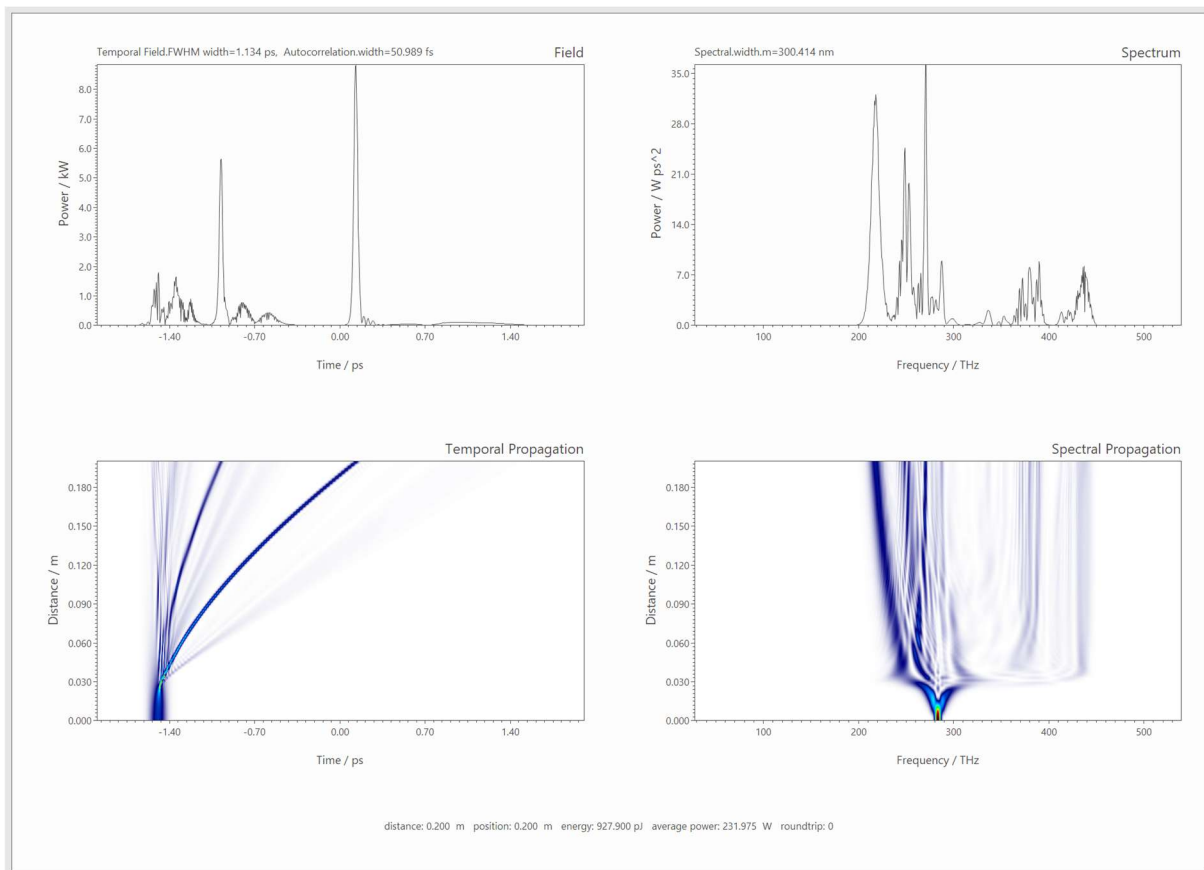 Temporal Field.FWHM width=1.134 ps, Autocorrelation.width=50.989 fs
Field
8.0
7.0
6.0
5.0
4.0
3.0
2.0
1.0
0.0
Power / kW
-1.40 -0.70 0.00 0.70 1.40
Time / ps
Spectral.width.m=300.414 nm
Spectrum
35.0
28.0
21.0
14.0
7.0
0.0
Power / W ps^2
100 200 300 400 500
Frequency / THz
Temporal Propagation
0.180
0.150
0.120
0.090
0.060
0.030
0.000
Distance / m
-1.40 -0.70 0.00 0.70 1.40
Time / ps
Spectral Propagation
0.180
0.150
0.120
0.090
0.060
0.030
0.000
Distance / m
100 200 300 400 500
Frequency / THz
distance: 0.200 m position: 0.200 m energy: 927.900 pJ average power: 231.975 W roundtrip: 0